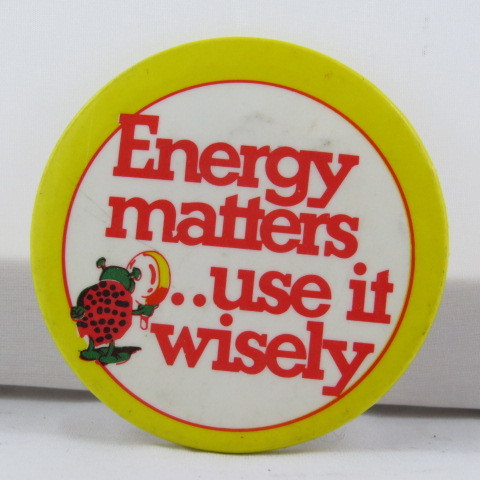 Energy
matters
..use it
wisely